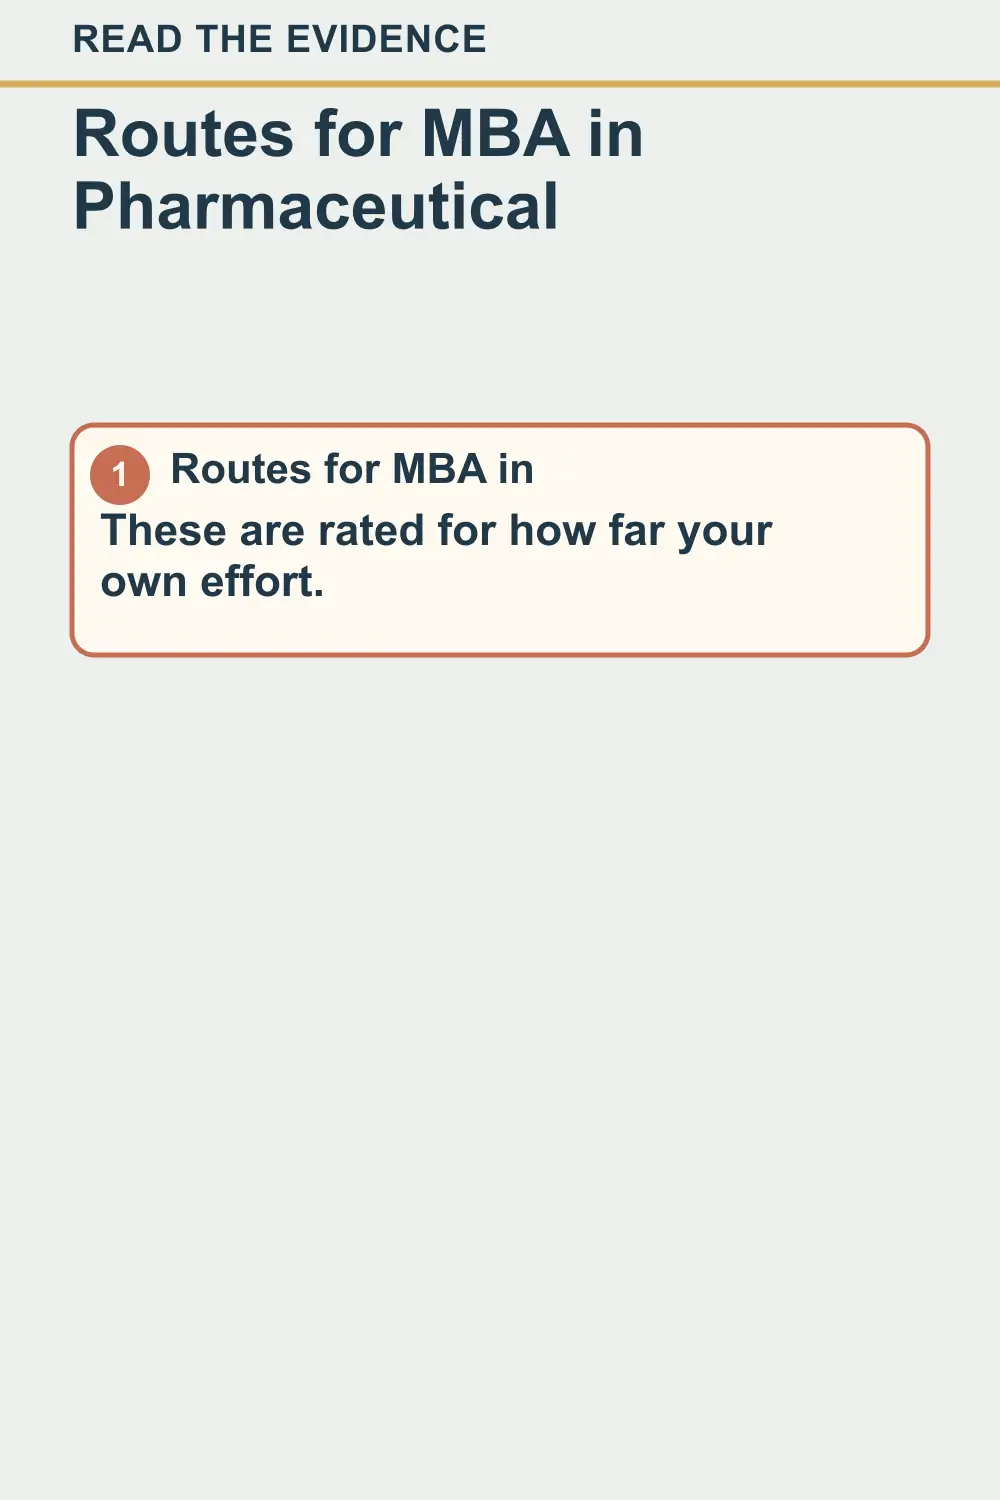 READ THE EVIDENCE
Routes for MBA in
Pharmaceutical
1 Routes for MBA in
These are rated for how far your
own effort.